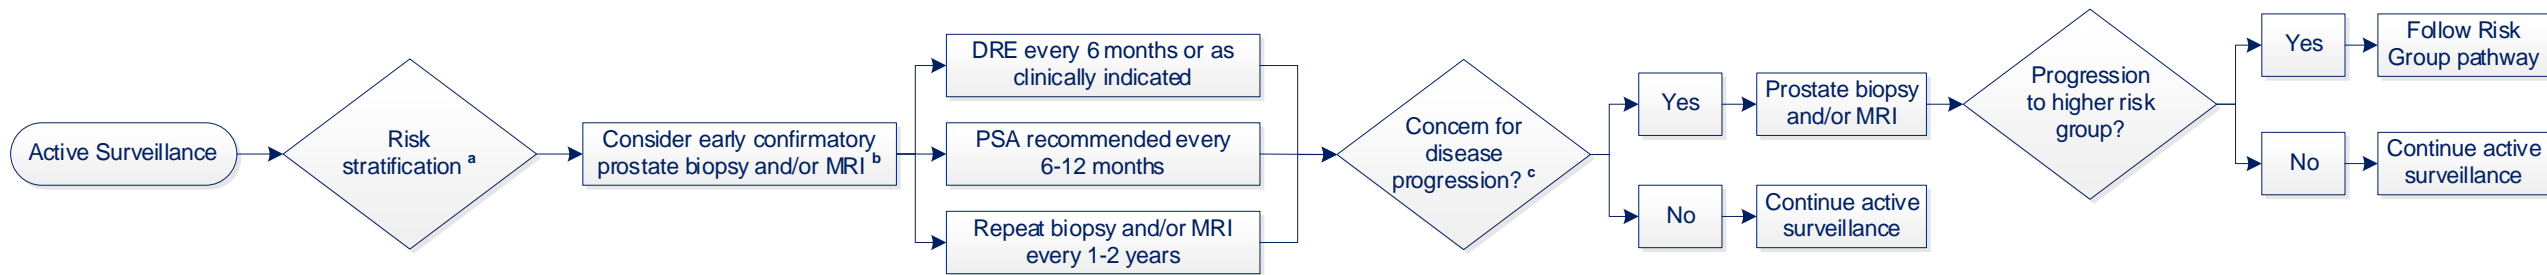 Active Surveillance
Risk
stratification a
Consider early confirmatory
prostate biopsy and/or MRI b
DRE every 6 months or as
clinically indicated
PSA recommended every
6-12 months
Repeat biopsy and/or MRI
every 1-2 years
Concern for
disease
progression? c
Yes
Prostate biopsy
and/or MRI
No
Continue active
surveillance
Progression
to higher risk
group?
Yes
Follow Risk
Group pathway
No
Continue active
surveillance